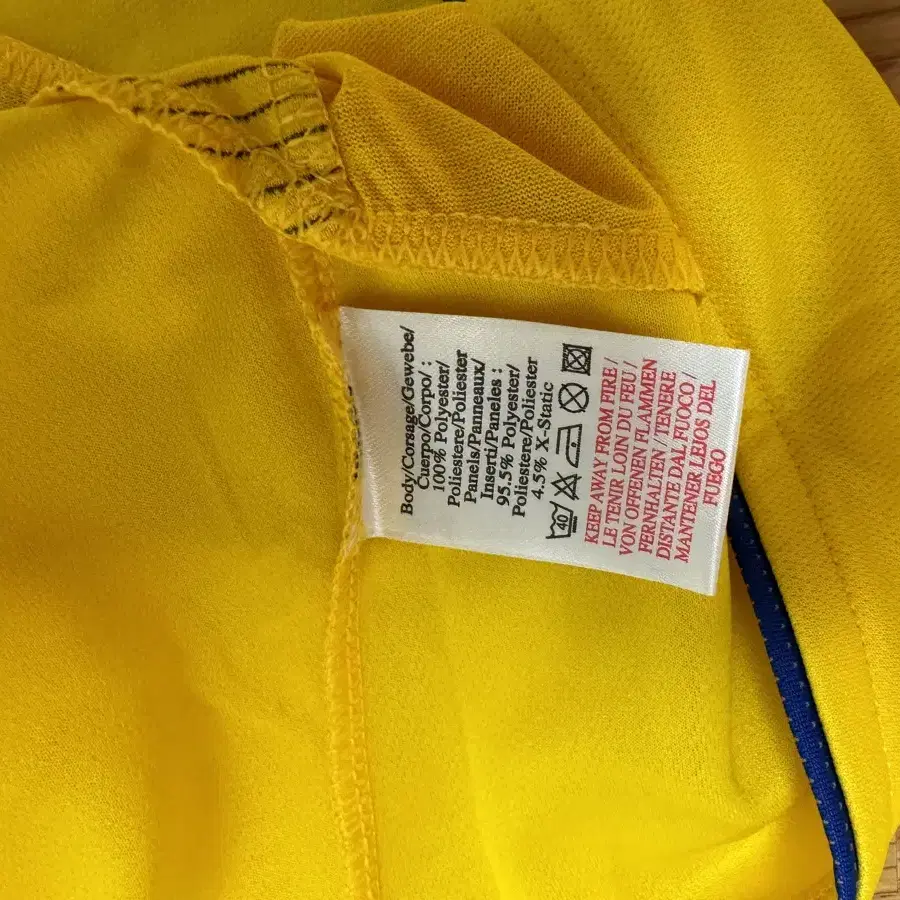 Body/Corsage/Gewebe/
Cuerpo/Corpo/ :
100% Polyester/
Poliestere/Poliester
Panels/Panneaux/
Inserti/Paneles :
95.5% Polyester/
Poliestere/Poliester
4.5% X-Static
40
KEEP AWAY FROM FIRE /
LE TENIR LOIN DU FEU /
VON OFFENEN FLAMMEN
FERNHALTEN / TENERE
DISTANTE DAL FUOCO /
MANTENER LEJOS DEL
FUEGO